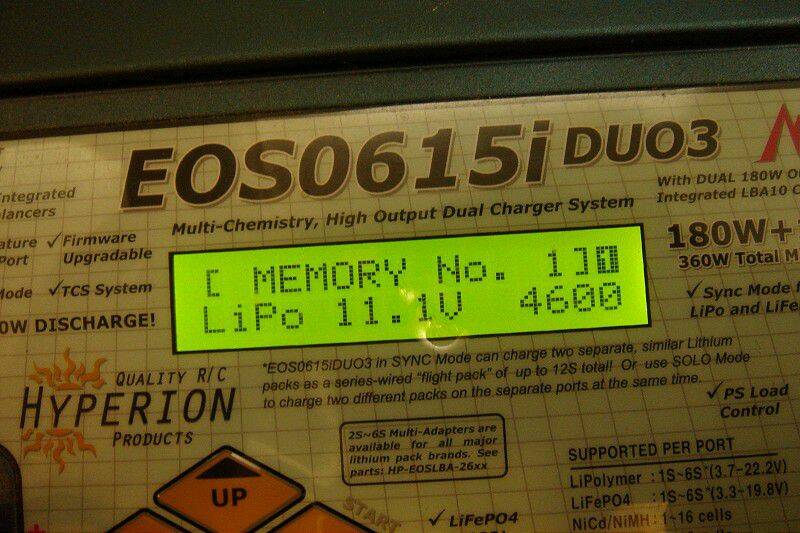 EOS0615i DUO3
Multi-Chemistry, High Output Dual Charger System
Integrated
✓Firmware
Upgradable
Port
Mode ✓TCS System
DISCHARGE!
With DUAL 180W
Integrated LBA10
180W+
360W Total
✓Sync Mode
LiPo and LiFe
✓PS Load
Control
[ MEMORY No. 1]
LiPo 11.1V 4600
*EOS0615iDUO3 in SYNC Mode can charge two separate, similar Lithium
packs as a series-wired "flight pack" of up to 12S total! Or use SOLO Mode
to charge two different packs on the separate ports at the same time.
QUALITY R/C
HYPERION
PRODUCTS
2S~6S Multi-Adapters are
available for all major
lithium pack brands. See
parts: HP-EOSLBA-26xx
SUPPORTED PER PORT
LiPolymer : 1S~6S*(3.7-22.2V)
LiFePO4 : 1S~6S*(3.3-19.8V)
NiCd/NiMH : 1~16 cells
UP
START
✓LiFePO4